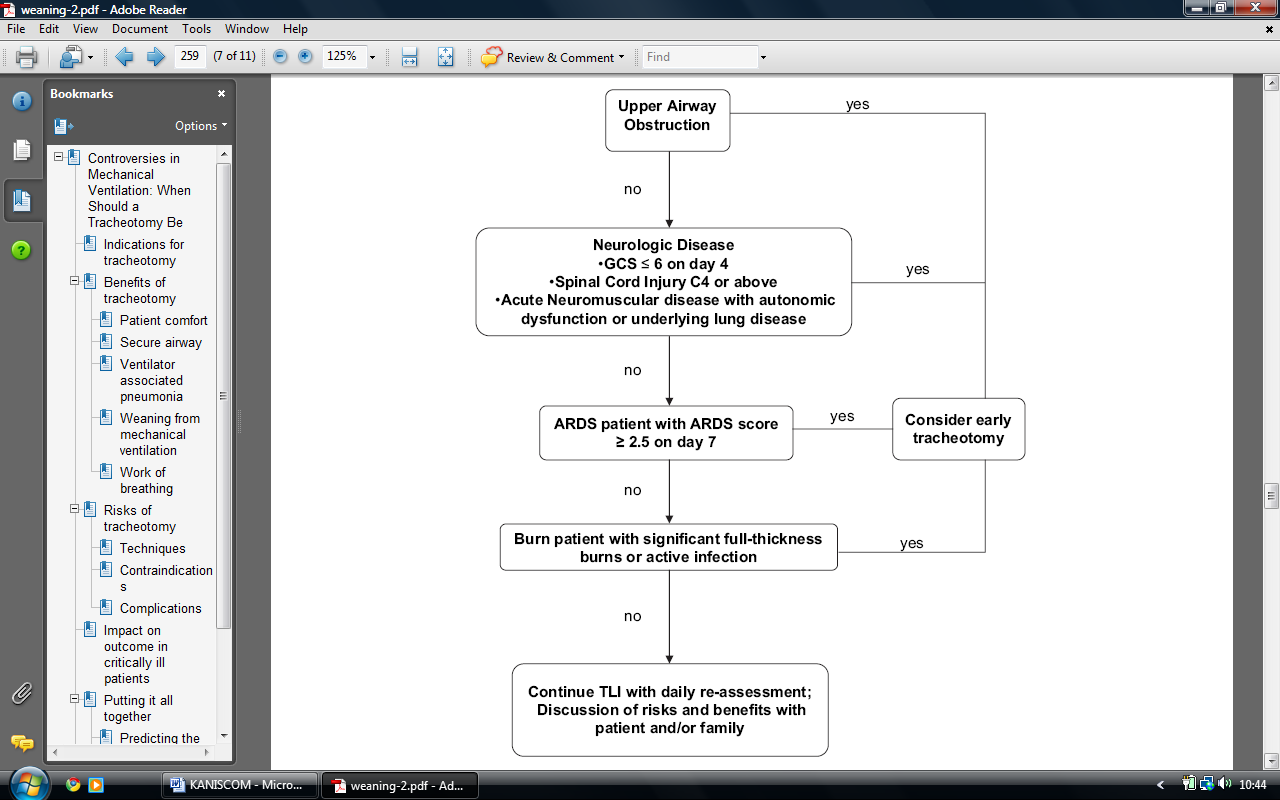 weaning-2.pdf - Adobe Reader
File Edit View Document Tools Window Help
259 (7 of 11) 125% Review & Comment Find
Bookmarks
Options
Controversies in
Mechanical
Ventilation: When
Should a
Tracheotomy Be
Indications for
tracheotomy
Benefits of
tracheotomy
Patient comfort
Secure airway
Ventilator
associated
pneumonia
Weaning from
mechanical
ventilation
Work of
breathing
Risks of
tracheotomy
Techniques
Contraindication
s
Complications
Impact on
outcome in
critically ill
patients
Putting it all
together
Predicting the
Upper Airway
Obstruction
yes
no
Neurologic Disease
•GCS ≤ 6 on day 4
•Spinal Cord Injury C4 or above
•Acute Neuromuscular disease with autonomic
dysfunction or underlying lung disease
yes
no
ARDS patient with ARDS score
≥ 2.5 on day 7
yes
Consider early
tracheotomy
no
Burn patient with significant full-thickness
burns or active infection
yes
no
Continue TLI with daily re-assessment;
Discussion of risks and benefits with
patient and/or family
KANISCOM - Micro...
weaning-2.pdf - Ad...
10:44